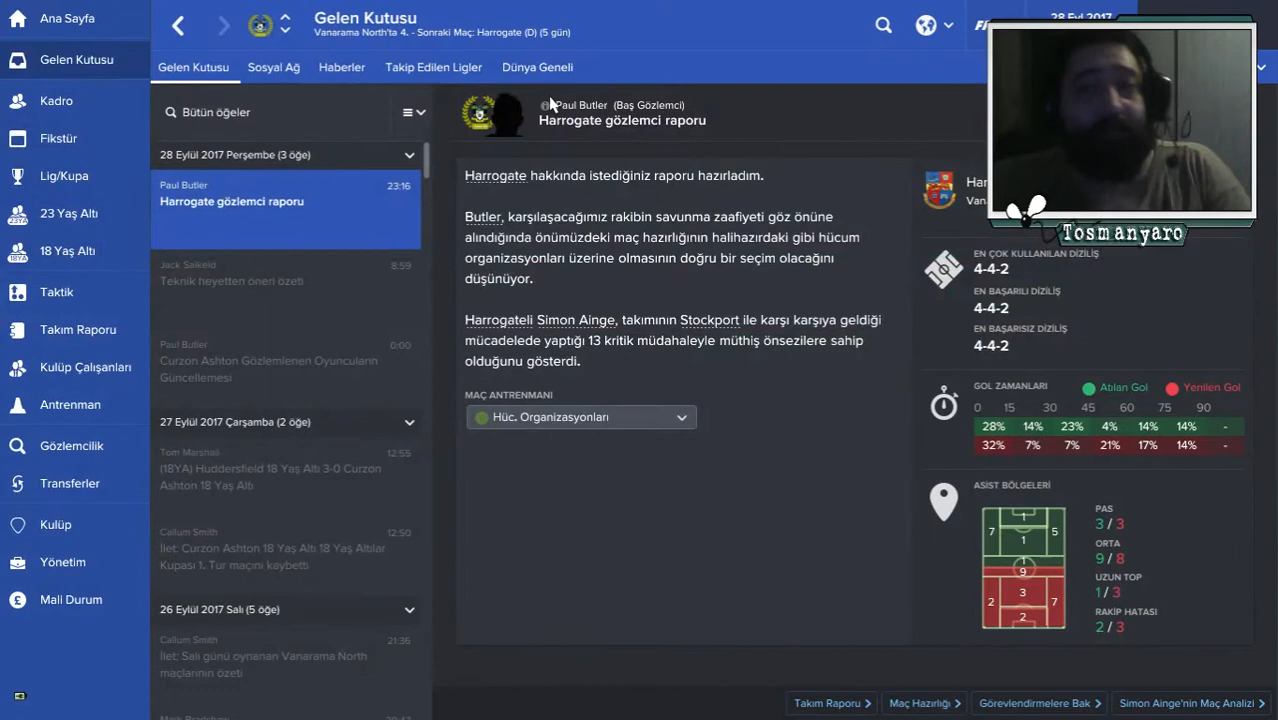 Ana Sayfa
Gelen Kutusu
Kadro
Fikstür
Lig/Kupa
23 Yaş Altı
23YA
18 Yaş Altı
18YA
Taktik
Takım Raporu
Kulüp Çalışanları
Antrenman
Gözlemcilik
Transferler
Kulüp
Yönetim
Mali Durum
Gelen Kutusu
Vanarama North'ta 4. - Sonraki Maç: Harrogate (D) (5 gün)
28 Eyl 2017
Gelen Kutusu
Sosyal Ağ
Haberler
Takip Edilen Ligler
Dünya Geneli
Bütün öğeler
28 Eylül 2017 Perşembe (3 öğe)
Paul Butler 23:16
Harrogate gözlemci raporu
Jack Salkeld 8:59
Teknik heyetten öneri özeti
Paul Butler 0:00
Curzon Ashton Gözlemlenen Oyuncuların
Güncellemesi
27 Eylül 2017 Çarşamba (2 öğe)
Tom Marshall 12:55
(18YA) Huddersfield 18 Yaş Altı 3-0 Curzon
Ashton 18 Yaş Altı
Callum Smith 12:50
İlet: Curzon Ashton 18 Yaş Altı 18 Yaş Altılar
Kupası 1. Tur maçını kaybetti
26 Eylül 2017 Salı (5 öğe)
Callum Smith 21:36
İlet: Salı günü oynanan Vanarama North
maçlarının özeti
Paul Butler (Baş Gözlemci)
Harrogate gözlemci raporu
Harrogate hakkında istediğiniz raporu hazırladım.
Butler, karşılaşacağımız rakibin savunma zaafiyeti göz önüne
alındığında önümüzdeki maç hazırlığının halihazırdaki gibi hücum
organizasyonları üzerine olmasının doğru bir seçim olacağını
düşünüyor.
Harrogateli Simon Ainge, takımının Stockport ile karşı karşıya geldiği
mücadelede yaptığı 13 kritik müdahaleyle müthiş önsezilere sahip
olduğunu gösterdi.
MAÇ ANTRENMANI
Hüc. Organizasyonları
Tosmanyaro
EN ÇOK KULLANILAN DİZİLİŞ
4-4-2
EN BAŞARILI DİZİLİŞ
4-4-2
EN BAŞARISIZ DİZİLİŞ
4-4-2
GOL ZAMANLARI Atılan Gol Yenilen Gol
0 15 30 45 60 75 90
28% 14% 23% 4% 14% 14% -
32% 7% 7% 21% 17% 14% -
ASİST BÖLGELERİ
1
7 5
1
1
9
3
2 7
2
PAS
3 / 3
ORTA
9 / 8
UZUN TOP
1 / 3
RAKİP HATASI
2 / 3
Takım Raporu
Maç Hazırlığı
Görevlendirmelere Bak
Simon Ainge'nin Maç Analizi